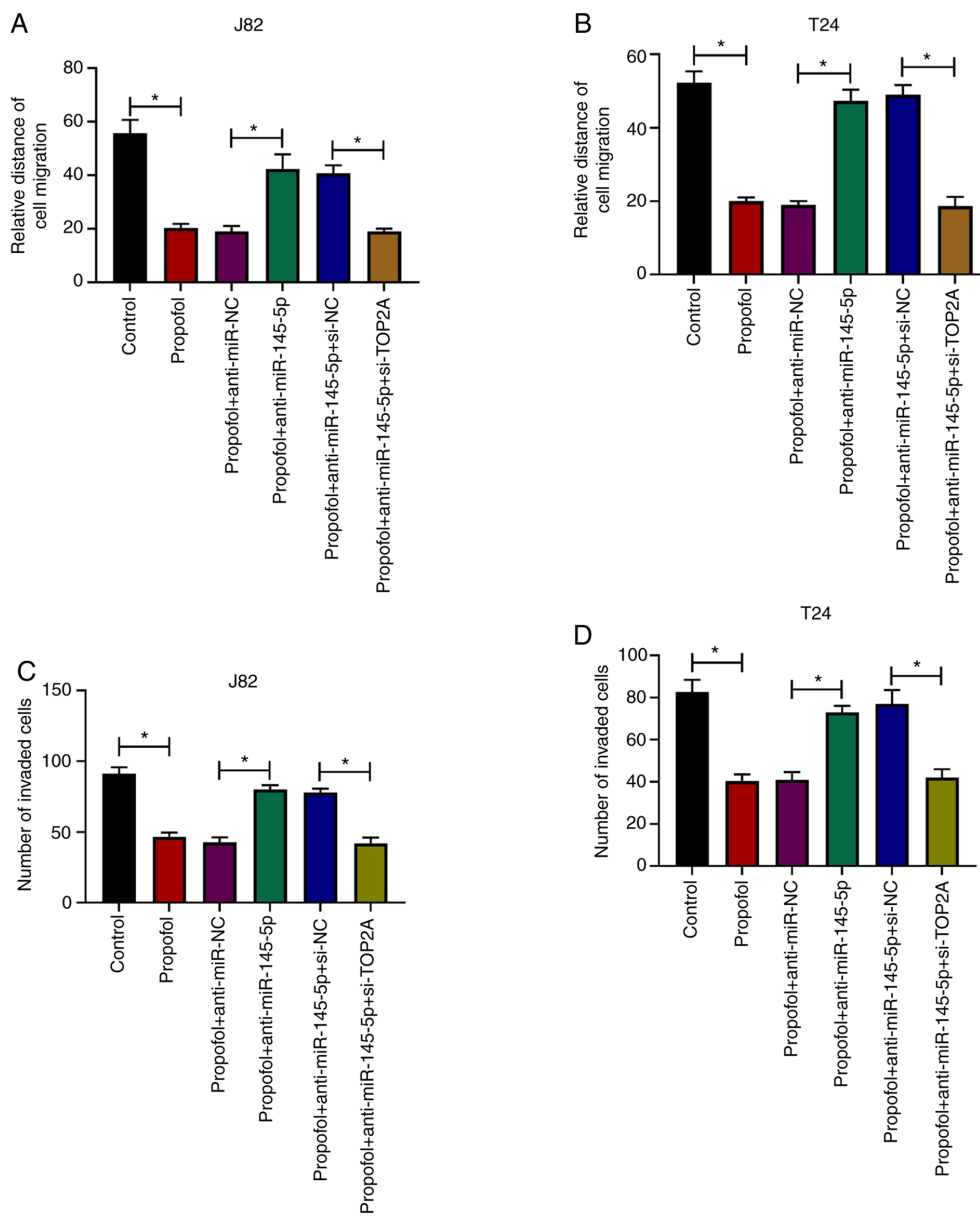 A
J82
Relative distance of
cell migration
80
60
40
20
0
*
*
*
Control
Propofol
Propofol+anti-miR-NC
Propofol+anti-miR-145-5p
Propofol+anti-miR-145-5p+si-NC
Propofol+anti-miR-145-5p+si-TOP2A
B
T24
Relative distance of
cell migration
60
40
20
0
*
*
*
Control
Propofol
Propofol+anti-miR-NC
Propofol+anti-miR-145-5p
Propofol+anti-miR-145-5p+si-NC
Propofol+anti-miR-145-5p+si-TOP2A
C
J82
Number of invaded cells
150
100
50
0
*
*
*
Control
Propofol
Propofol+anti-miR-NC
Propofol+anti-miR-145-5p
Propofol+anti-miR-145-5p+si-NC
Propofol+anti-miR-145-5p+si-TOP2A
D
T24
Number of invaded cells
100
80
60
40
20
0
*
*
*
Control
Propofol
Propofol+anti-miR-NC
Propofol+anti-miR-145-5p
Propofol+anti-miR-145-5p+si-NC
Propofol+anti-miR-145-5p+si-TOP2A